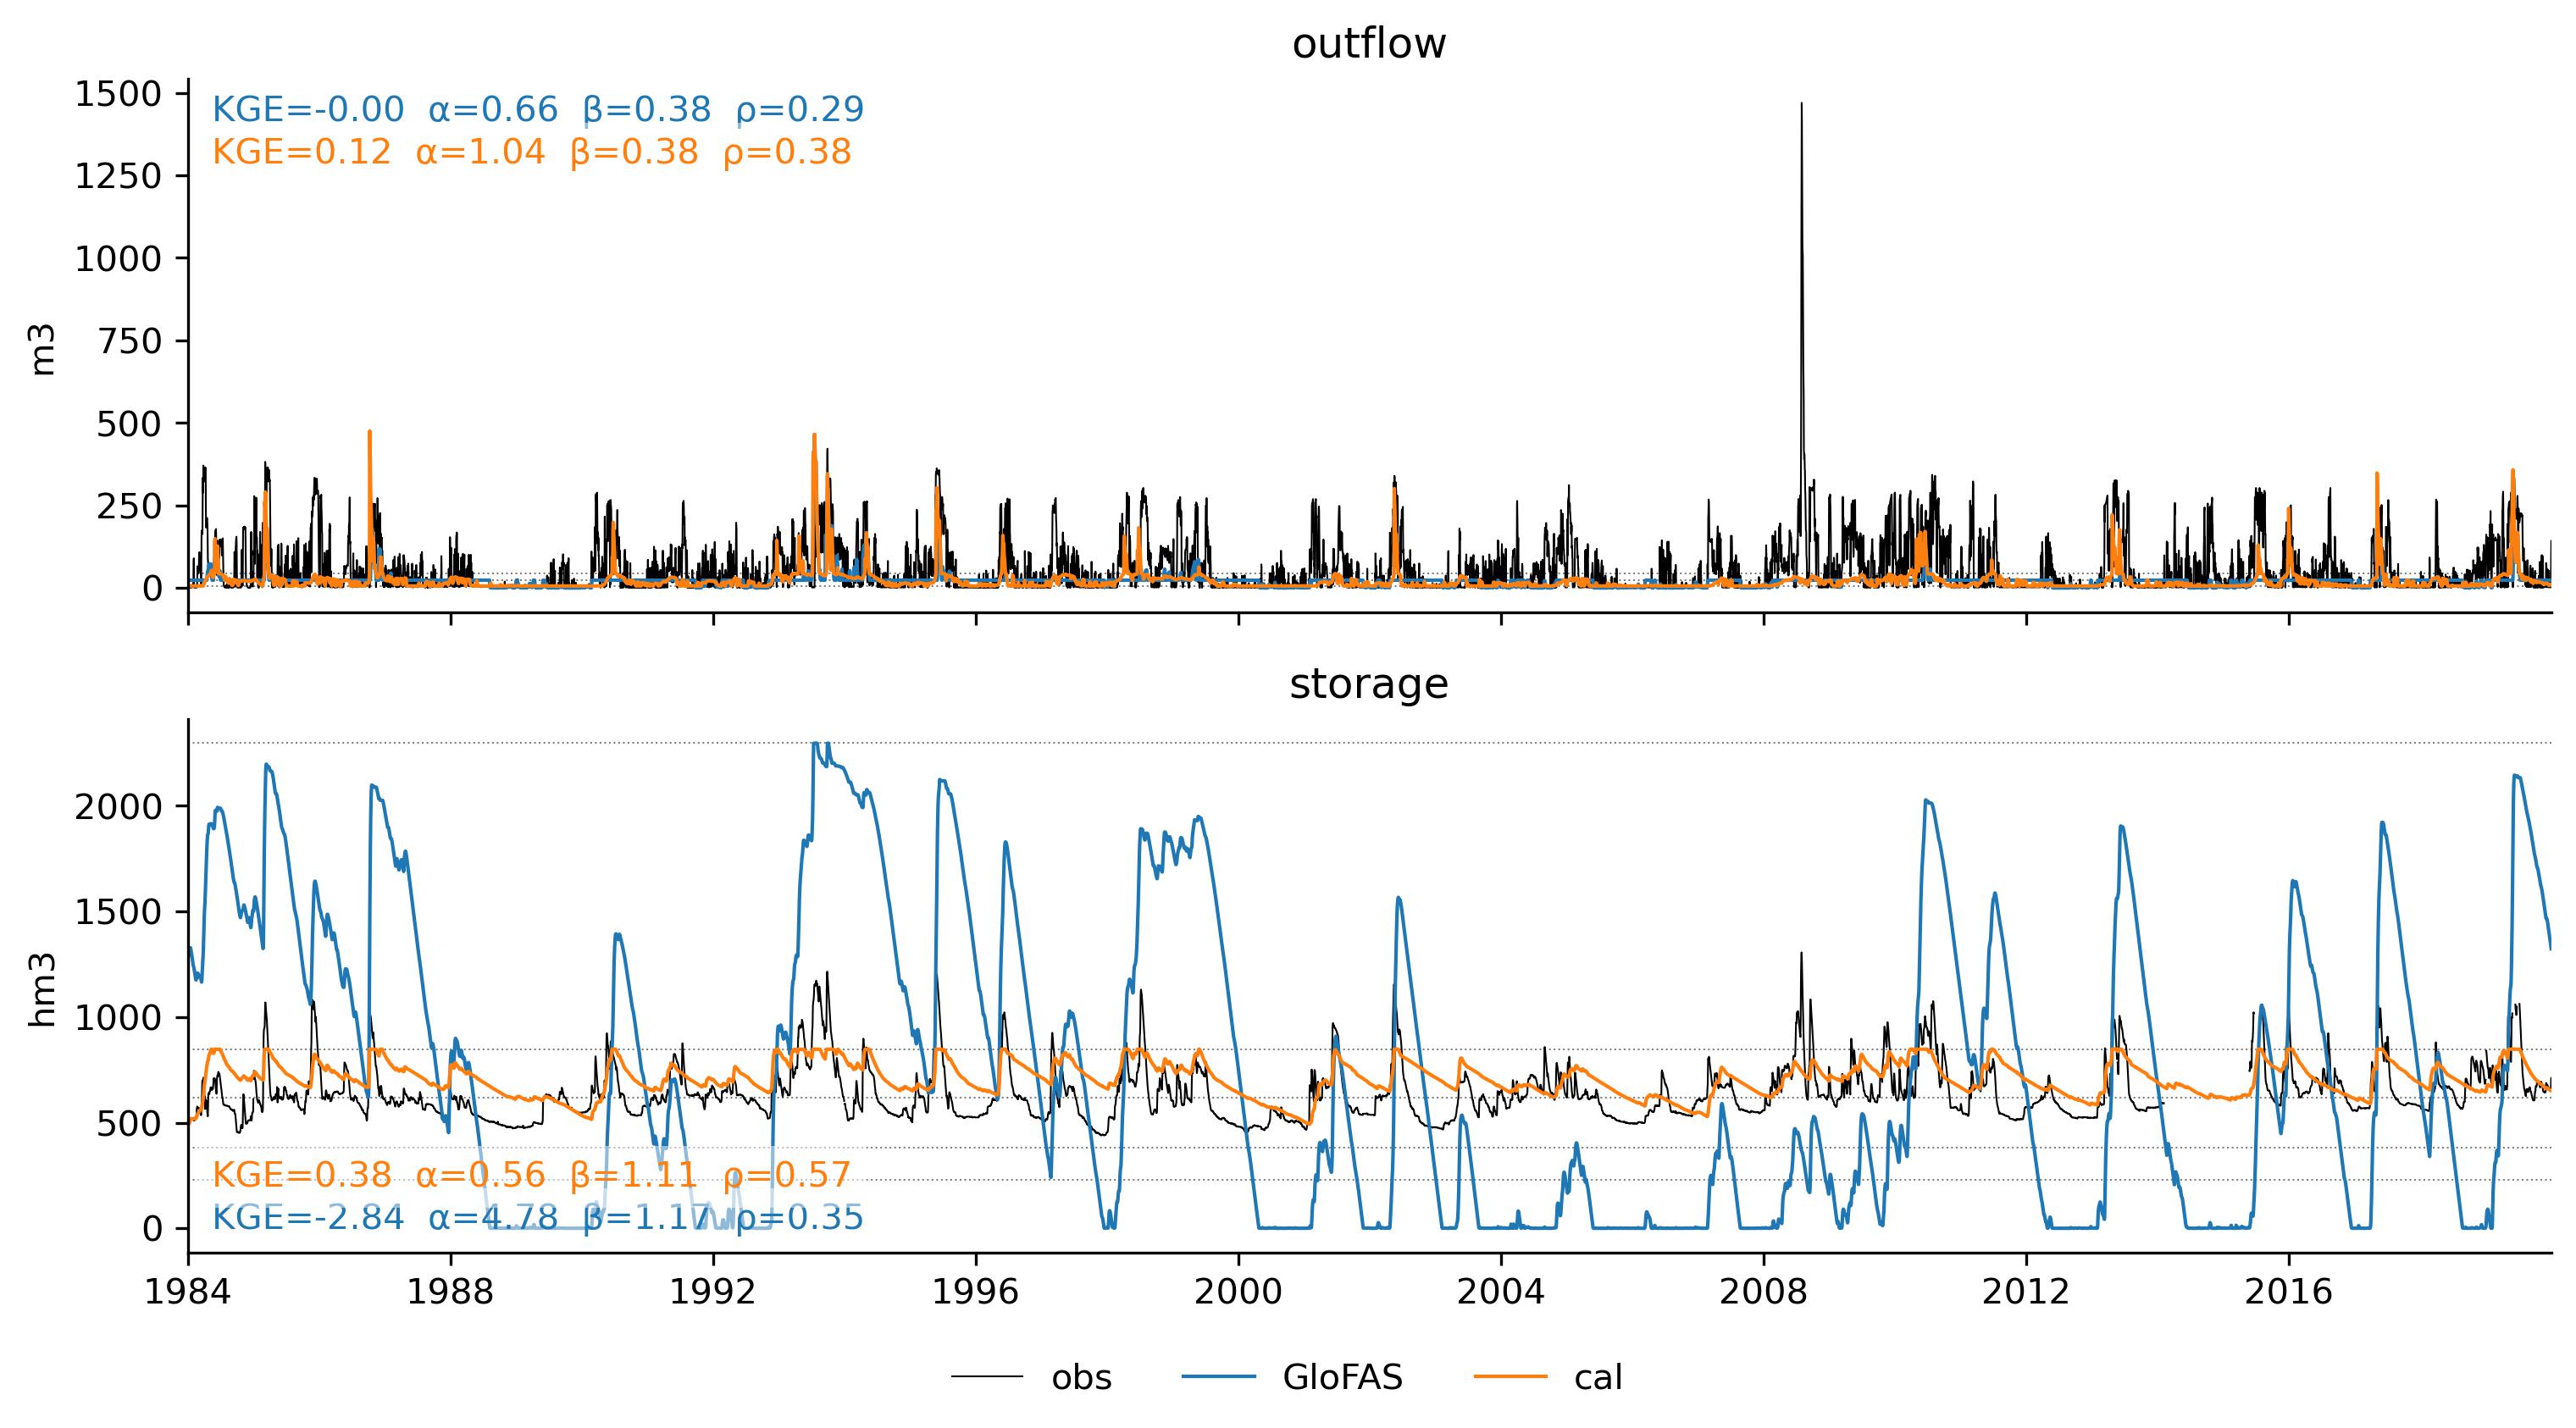 outflow
1500
1250
1000
750
500
250
0
m3
KGE=-0.00 α=0.66 β=0.38 ρ=0.29
KGE=0.12 α=1.04 β=0.38 ρ=0.38
storage
2000
1500
1000
500
0
hm3
KGE=0.38 α=0.56 β=1.11 ρ=0.57
KGE=-2.84 α=4.78 β=1.17 ρ=0.35
1984 1988 1992 1996 2000 2004 2008 2012 2016
obs GloFAS cal